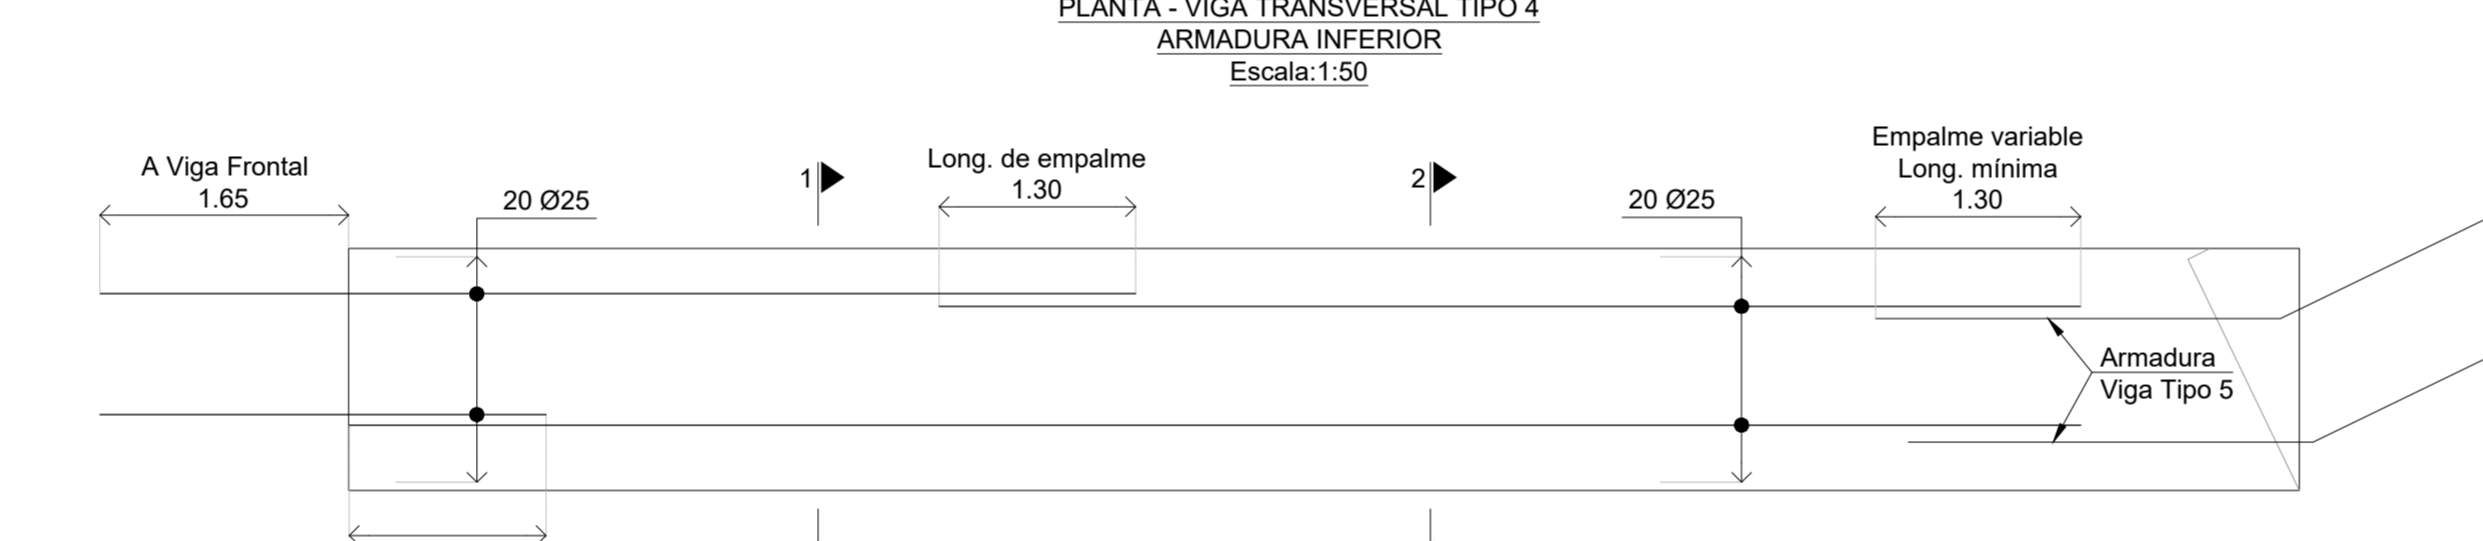 PLANTA - VIGA TRANSVERSAL TIPO 4
ARMADURA INFERIOR
Escala:1:50
A Viga Frontal
1.65
20 Ø25
1
Long. de empalme
1.30
2
20 Ø25
Empalme variable
Long. mínima
1.30
Armadura
Viga Tipo 5